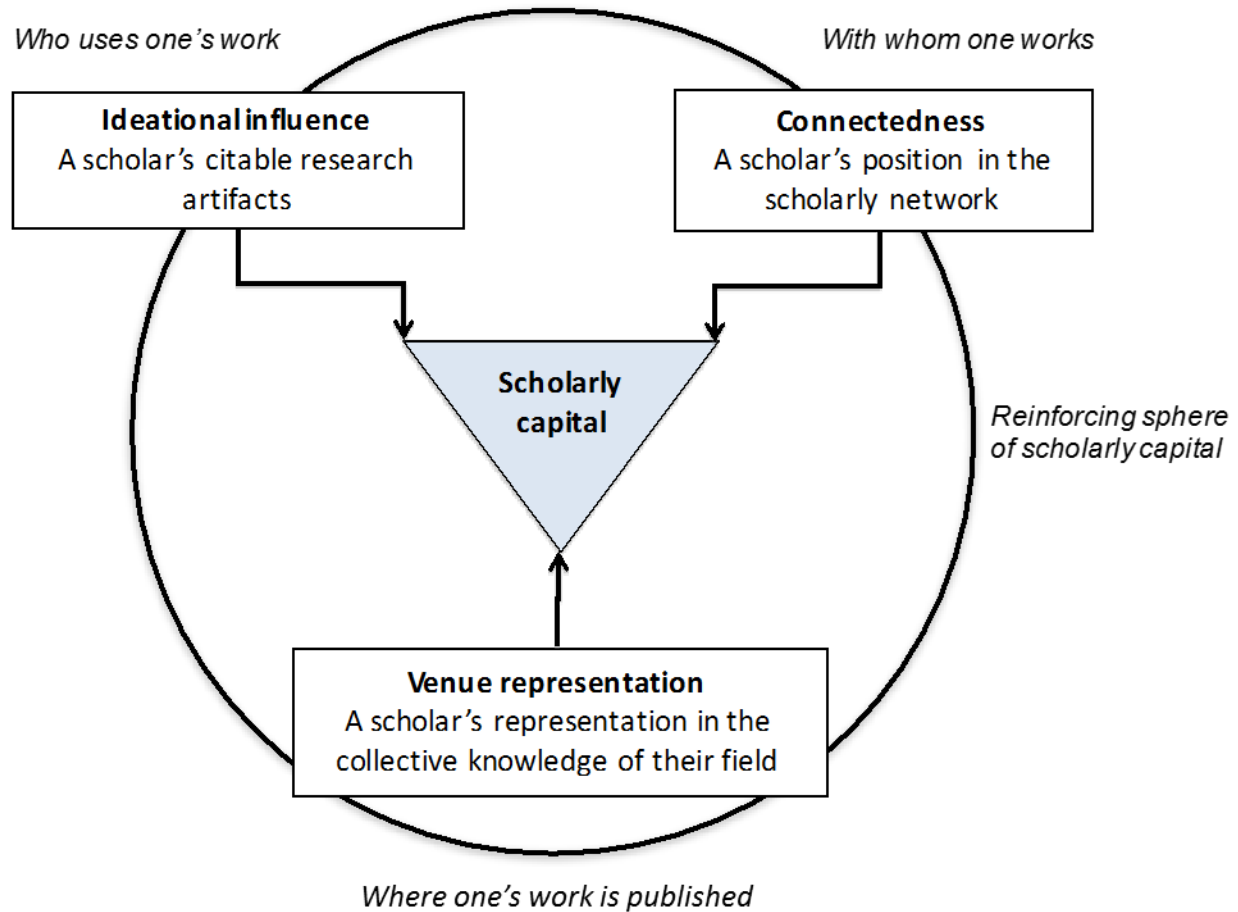 Who uses one’s work
With whom one works
Ideational influence
A scholar’s citable research
artifacts
Connectedness
A scholar’s position in the
scholarly network
Scholarly
capital
Reinforcing sphere
of scholarly capital
Venue representation
A scholar’s representation in the
collective knowledge of their field
Where one’s work is published